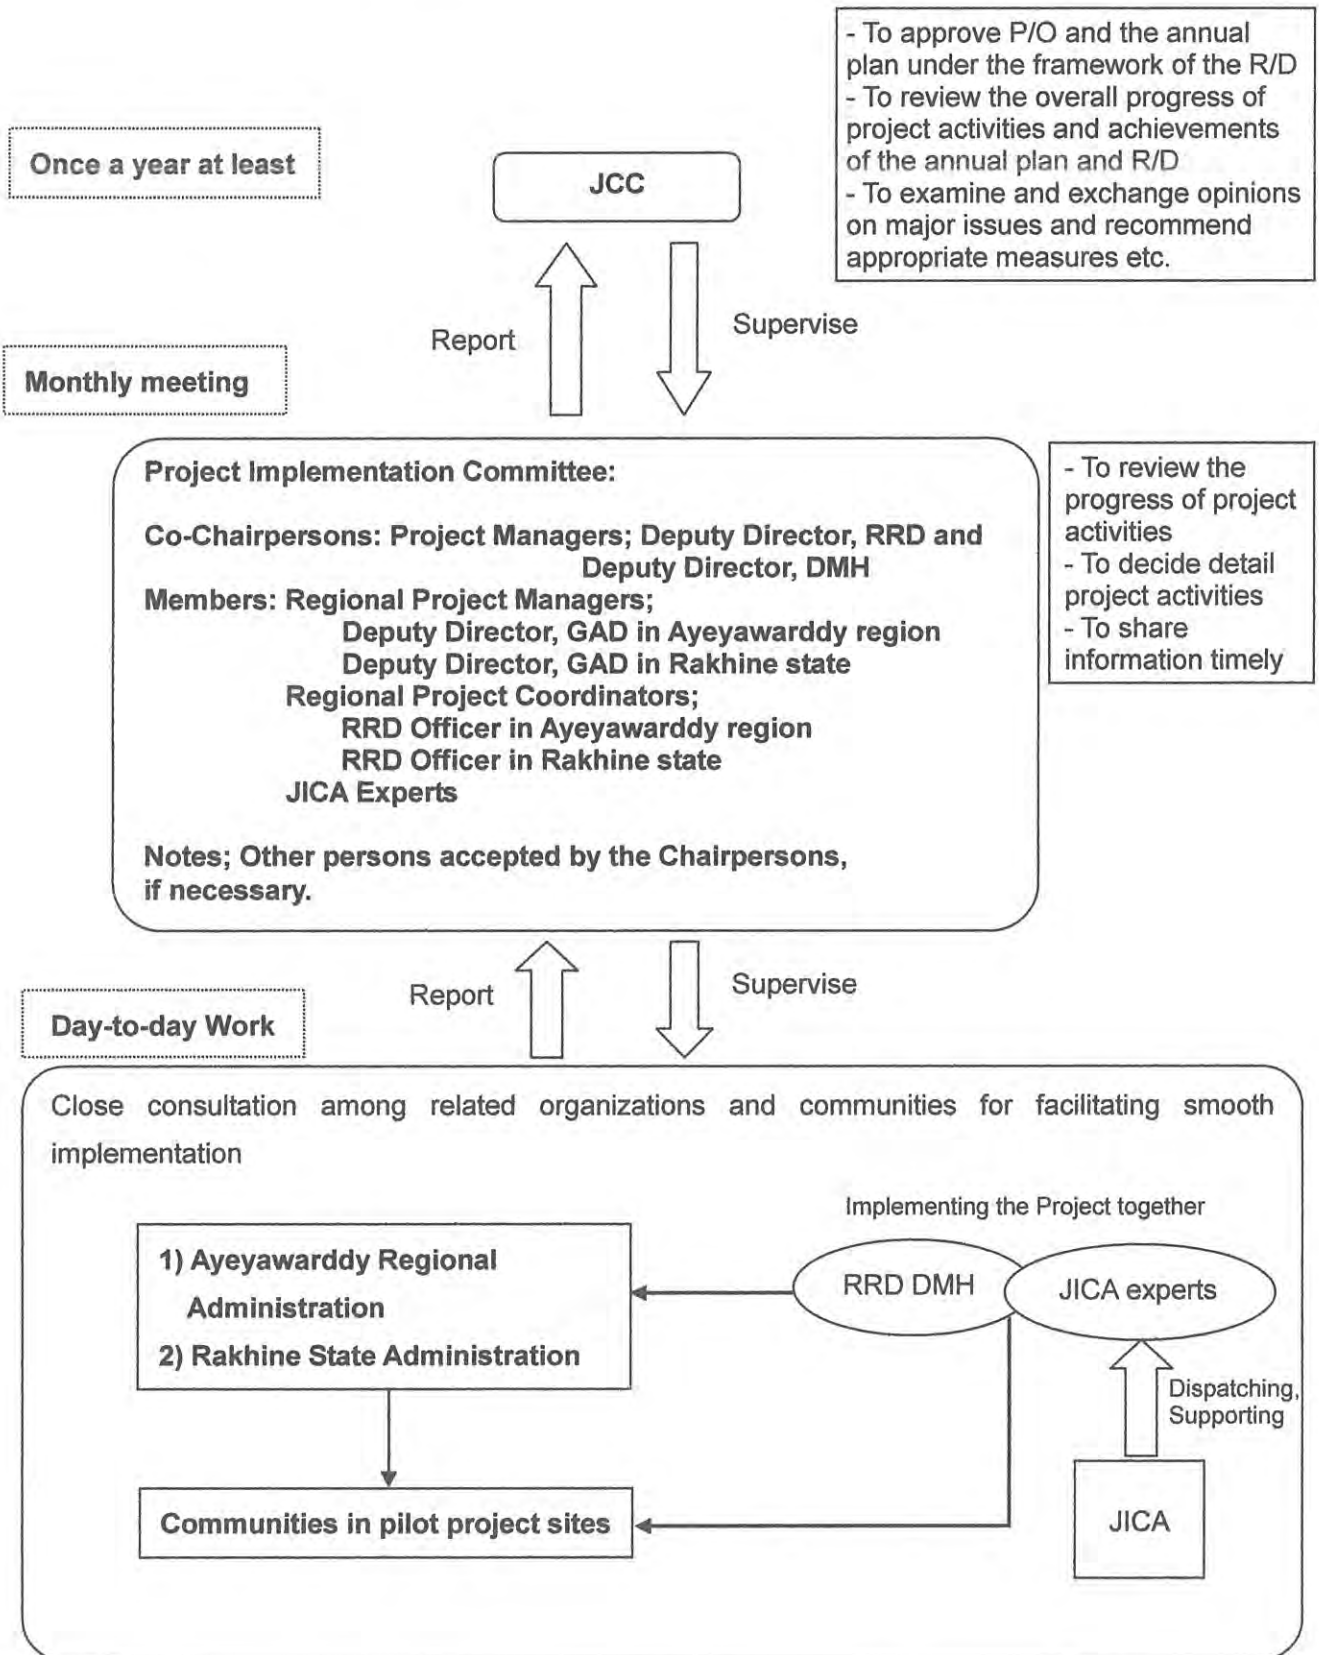 - To approve P/O and the annual
plan under the framework of the R/D
- To review the overall progress of
project activities and achievements
of the annual plan and R/D
- To examine and exchange opinions
on major issues and recommend
appropriate measures etc.
Once a year at least
JCC
Report
Supervise
Monthly meeting
Project Implementation Committee:
Co-Chairpersons: Project Managers; Deputy Director, RRD and
Deputy Director, DMH
Members: Regional Project Managers;
Deputy Director, GAD in Ayeyawarddy region
Deputy Director, GAD in Rakhine state
Regional Project Coordinators;
RRD Officer in Ayeyawarddy region
RRD Officer in Rakhine state
JICA Experts
Notes; Other persons accepted by the Chairpersons,
if necessary.
- To review the
progress of project
activities
- To decide detail
project activities
- To share
information timely
Report
Supervise
Day-to-day Work
Close consultation among related organizations and communities for facilitating smooth
implementation
Implementing the Project together
1) Ayeyawarddy Regional
Administration
2) Rakhine State Administration
RRD DMH
JICA experts
Dispatching,
Supporting
Communities in pilot project sites
JICA